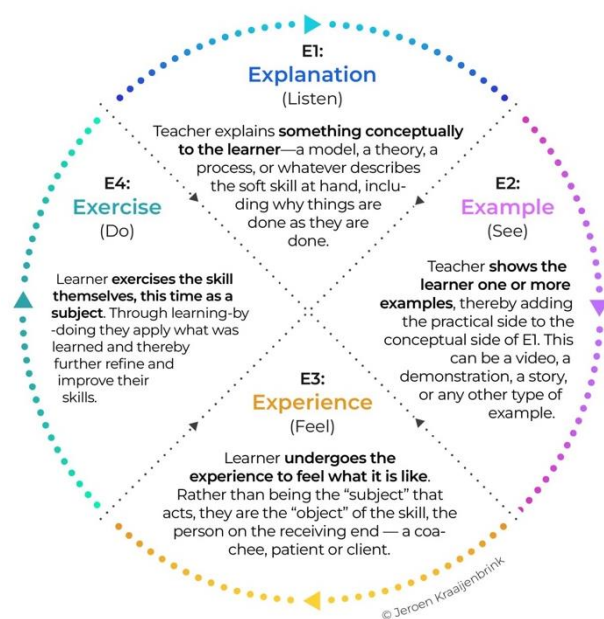 E1:
Explanation
(Listen)
Teacher explains something conceptually
to the learner—a model, a theory, a
process, or whatever describes
the soft skill at hand, inclu-
ding why things are
done as they are
done.
E2:
Example
(See)
Teacher shows the
learner one or more
examples, thereby adding
the practical side to the
conceptual side of E1. This
can be a video, a
demonstration, a story,
or any other type of
example.
E3:
Experience
(Feel)
Learner undergoes the
experience to feel what it is like.
Rather than being the “subject” that
acts, they are the “object” of the skill, the
person on the receiving end — a coa-
chee, patient or client.
E4:
Exercise
(Do)
Learner exercises the skill
themselves, this time as a
subject. Through learning-by
-doing they apply what was
learned and thereby
further refine and
improve their
skills.
© Jeroen Kraaijenbrink